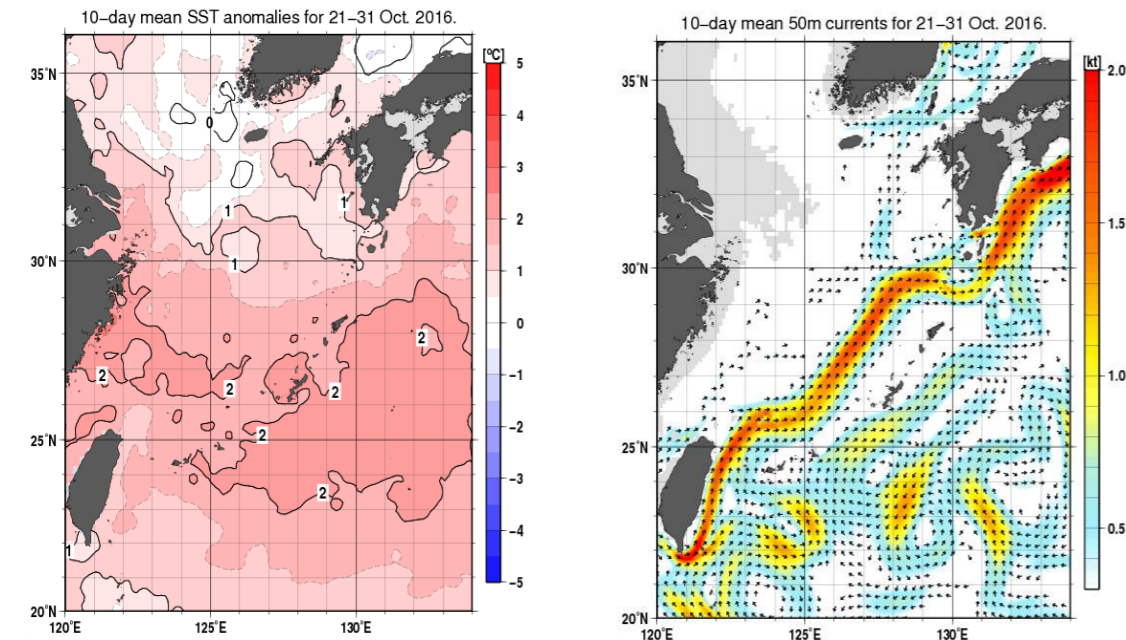 10−day mean SST anomalies for 21−31 Oct. 2016.
[°C]
5
4
3
2
1
0
−1
−2
−3
−4
−5
35°N
30°N
25°N
20°N
120°E
125°E
130°E
0
1
1
1
2
2
2
2
2
2
1
10−day mean 50m currents for 21−31 Oct. 2016.
[kt]
2.0
1.5
1.0
0.5
35°N
30°N
25°N
20°N
120°E
125°E
130°E